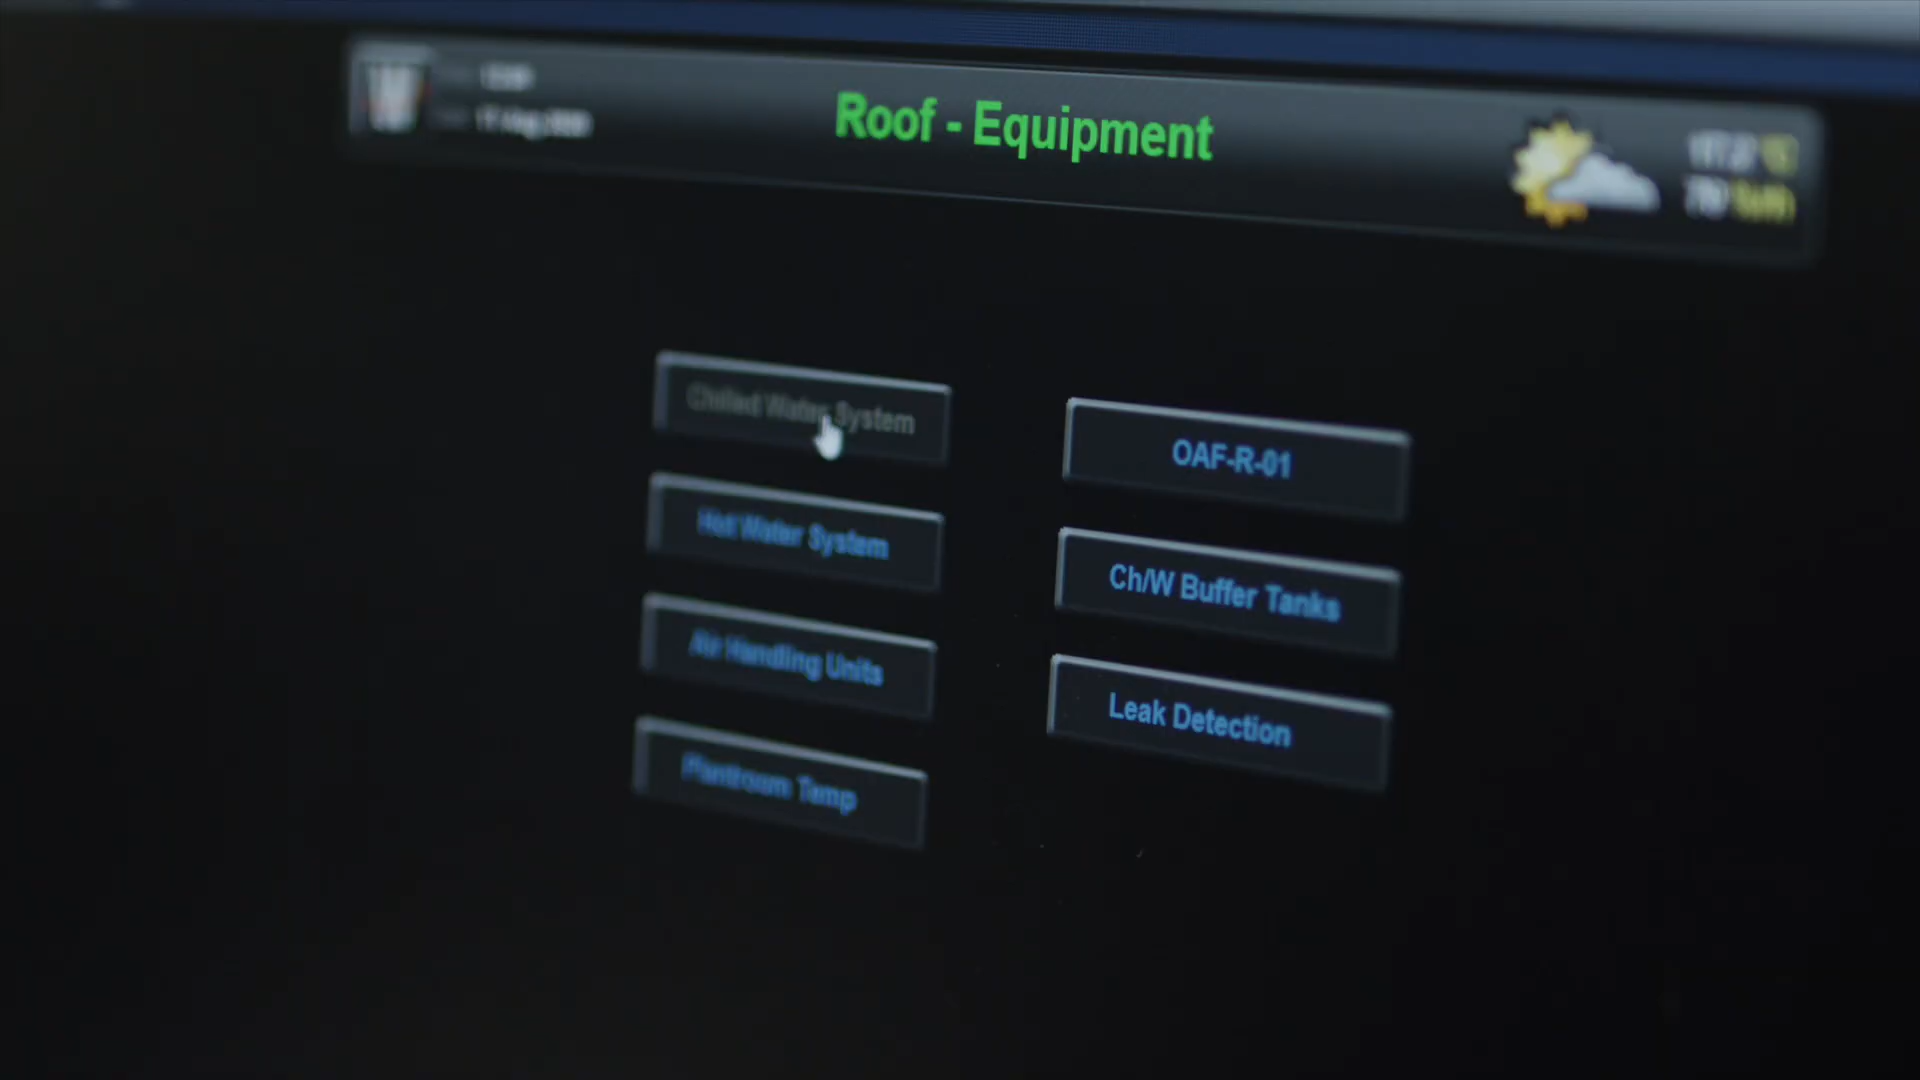 Roof - Equipment
Chilled Water System
OAF-R-01
Hot Water System
Ch/W Buffer Tanks
Air Handling Units
Leak Detection
Plantroom Temp